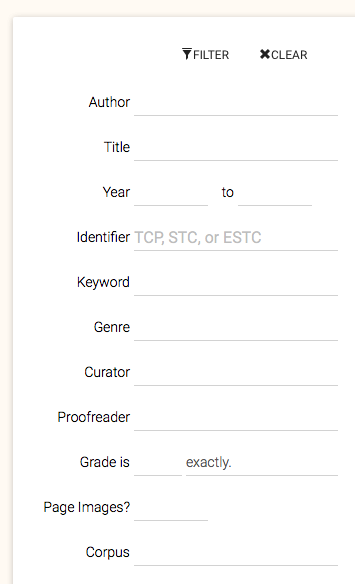 FILTER CLEAR
Author
Title
Year to
Identifier TCP, STC, or ESTC
Keyword
Genre
Curator
Proofreader
Grade is exactly.
Page Images?
Corpus